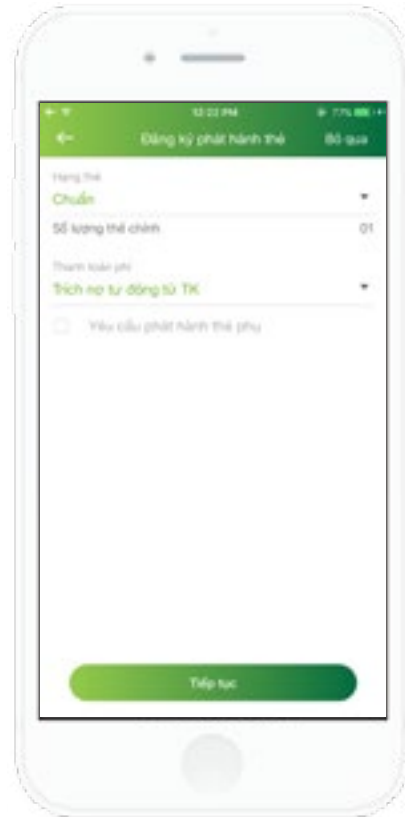 12:22 PM 77%
Đăng ký phát hành thẻ Bỏ qua
Hạng thẻ
Chuẩn
Số lượng thẻ chính 01
Thanh toán phí
Trích nợ tự động từ TK
Yêu cầu phát hành thẻ phụ
Tiếp tục